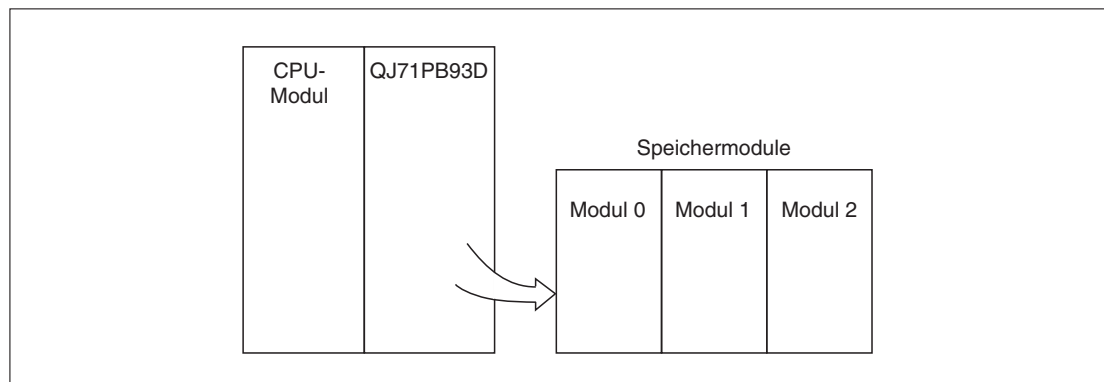 CPU-
Modul
QJ71PB93D
Speichermodule
Modul 0
Modul 1
Modul 2